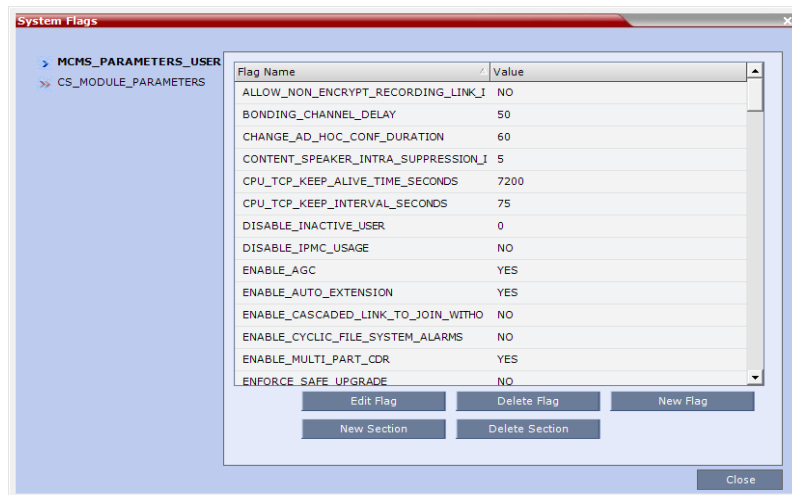 System Flags
MCMS_PARAMETERS_USER
CS_MODULE_PARAMETERS
Flag Name Value
ALLOW_NON_ENCRYPT_RECORDING_LINK_I NO
BONDING_CHANNEL_DELAY 50
CHANGE_AD_HOC_CONF_DURATION 60
CONTENT_SPEAKER_INTRA_SUPPRESSION_I 5
CPU_TCP_KEEP_ALIVE_TIME_SECONDS 7200
CPU_TCP_KEEP_INTERVAL_SECONDS 75
DISABLE_INACTIVE_USER 0
DISABLE_IPMC_USAGE NO
ENABLE_AGC YES
ENABLE_AUTO_EXTENSION YES
ENABLE_CASCADED_LINK_TO_JOIN_WITHO NO
ENABLE_CYCLIC_FILE_SYSTEM_ALARMS NO
ENABLE_MULTI_PART_CDR YES
ENFORCE_SAFE_UPGRADE NO
Edit Flag Delete Flag New Flag
New Section Delete Section
Close